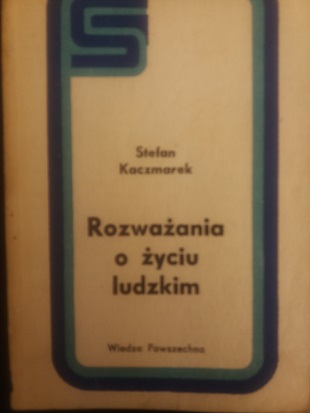 Stefan
Kaczmarek
Rozważania
o życiu
ludzkim
Wiedza Powszechna